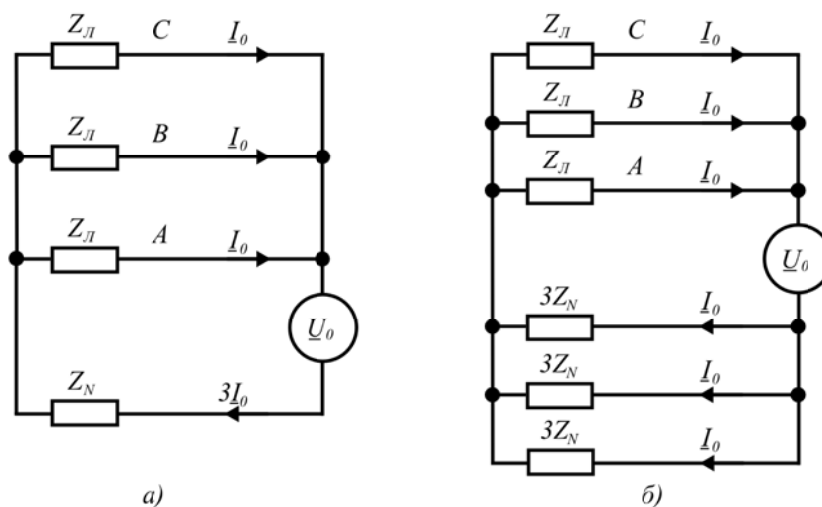 Z_Л C I_0
Z_Л B I_0
Z_Л A I_0
U_0
Z_N 3I_0
а)
Z_Л C I_0
Z_Л B I_0
Z_Л A I_0
U_0
3Z_N I_0
3Z_N I_0
3Z_N I_0
б)